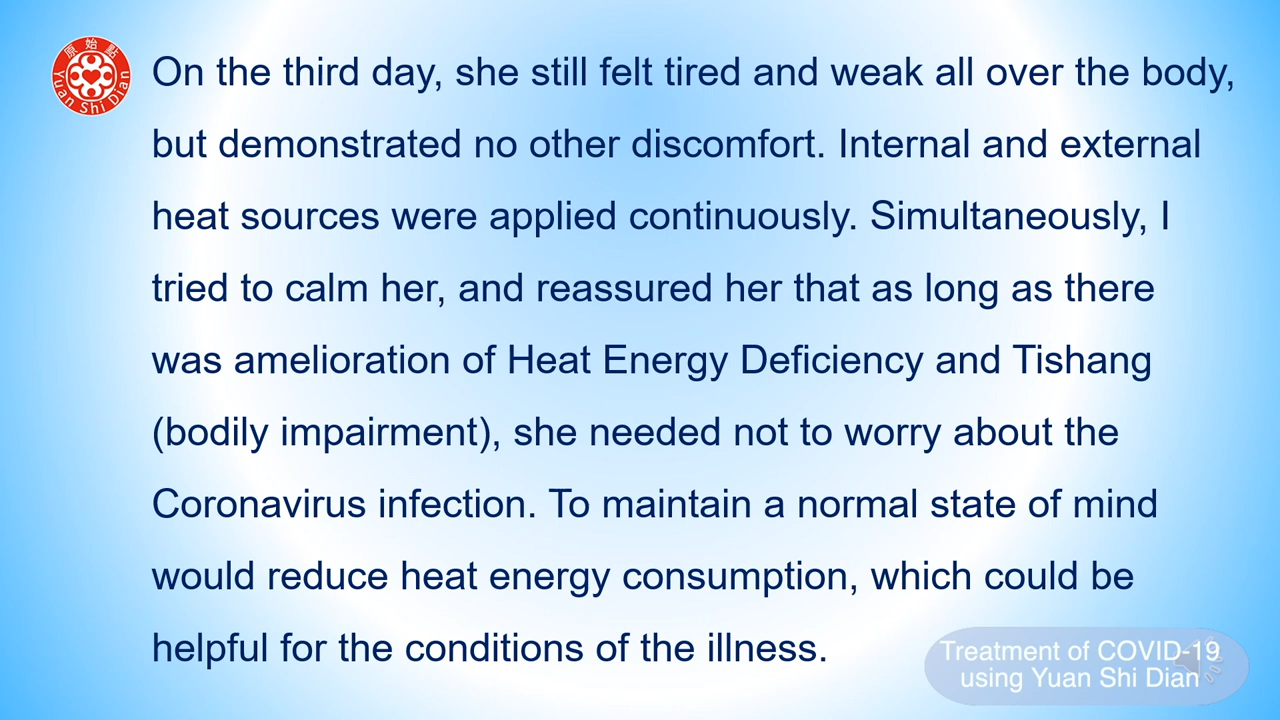 原始點
Yuan Shi Dian
On the third day, she still felt tired and weak all over the body,
but demonstrated no other discomfort. Internal and external
heat sources were applied continuously. Simultaneously, I
tried to calm her, and reassured her that as long as there
was amelioration of Heat Energy Deficiency and Tishang
(bodily impairment), she needed not to worry about the
Coronavirus infection. To maintain a normal state of mind
would reduce heat energy consumption, which could be
helpful for the conditions of the illness.
Treatment of COVID-19
using Yuan Shi Dian